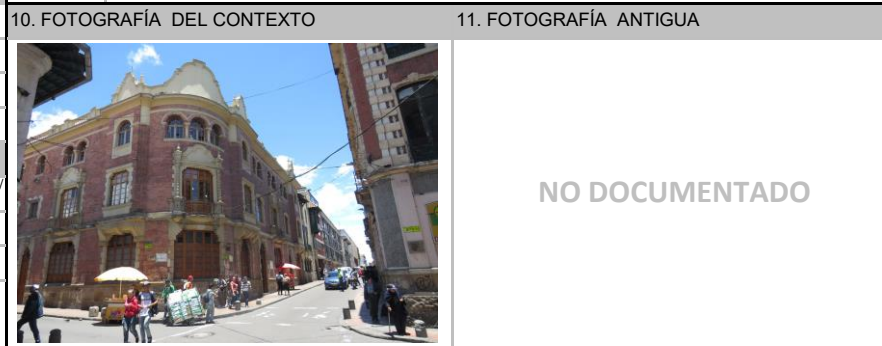 10. FOTOGRAFÍA DEL CONTEXTO
11. FOTOGRAFÍA ANTIGUA
NO DOCUMENTADO